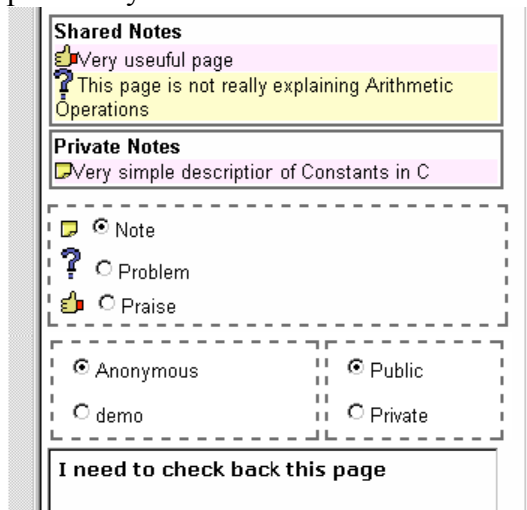 Shared Notes
Very useuful page
This page is not really explaining Arithmetic
Operations
Private Notes
Very simple descriptior of Constants in C
Note
Problem
Praise
Anonymous
Public
demo
Private
I need to check back this page